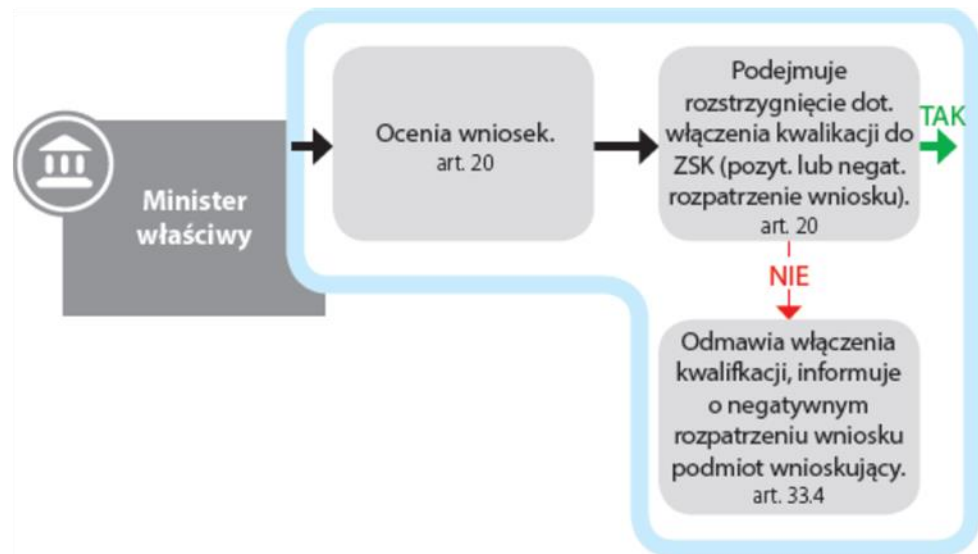 Minister
właściwy
Ocenia wniosek.
art. 20
Podejmuje
rozstrzygnięcie dot.
włączenia kwalikacji do
ZSK (pozyt. lub negat.
rozpatrzenie wniosku).
art. 20
TAK
NIE
Odmawia włączenia
kwalifkacji, informuje
o negatywnym
rozpatrzeniu wniosku
podmiot wnioskujący.
art. 33.4